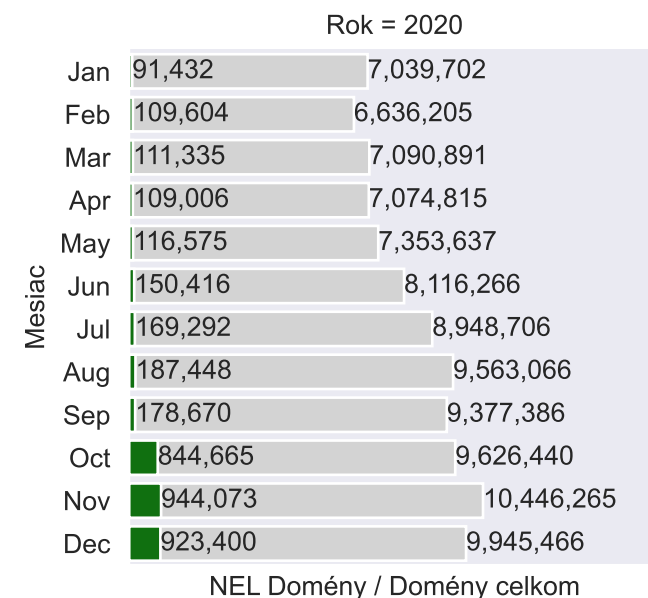 Rok = 2020
Jan 91,432 7,039,702
Feb 109,604 6,636,205
Mar 111,335 7,090,891
Apr 109,006 7,074,815
May 116,575 7,353,637
Jun 150,416 8,116,266
Jul 169,292 8,948,706
Aug 187,448 9,563,066
Sep 178,670 9,377,386
Oct 844,665 9,626,440
Nov 944,073 10,446,265
Dec 923,400 9,945,466
Mesiac
NEL Domény / Domény celkom